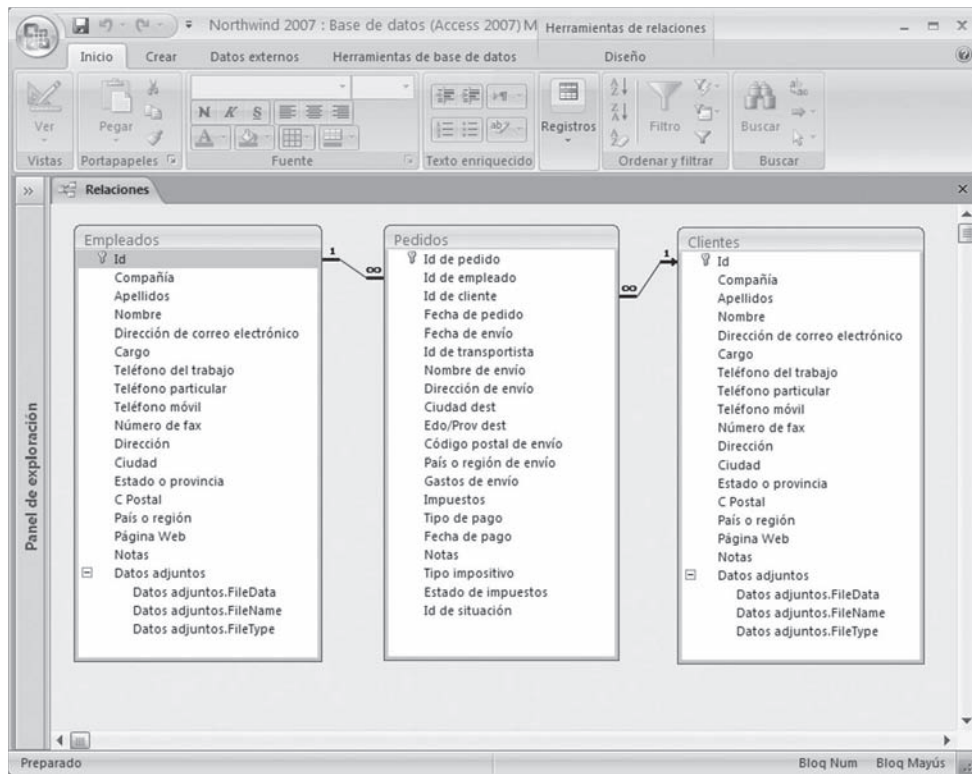 Northwind 2007 : Base de datos (Access 2007) M
Herramientas de relaciones
Inicio
Crear
Datos externos
Herramientas de base de datos
Diseño
Ver
Pegar
N K S
A
ab
Registros
Filtro
Buscar
Vistas
Portapapeles
Fuente
Texto enriquecido
Ordenar y filtrar
Buscar
Relaciones
Panel de exploración
Empleados
Id
Compañía
Apellidos
Nombre
Dirección de correo electrónico
Cargo
Teléfono del trabajo
Teléfono particular
Teléfono móvil
Número de fax
Dirección
Ciudad
Estado o provincia
C Postal
País o región
Página Web
Notas
Datos adjuntos
Datos adjuntos.FileData
Datos adjuntos.FileName
Datos adjuntos.FileType
1
∞
Pedidos
Id de pedido
Id de empleado
Id de cliente
Fecha de pedido
Fecha de envío
Id de transportista
Nombre de envío
Dirección de envío
Ciudad dest
Edo/Prov dest
Código postal de envío
País o región de envío
Gastos de envío
Impuestos
Tipo de pago
Fecha de pago
Notas
Tipo impositivo
Estado de impuestos
Id de situación
∞
1
Clientes
Id
Compañía
Apellidos
Nombre
Dirección de correo electrónico
Cargo
Teléfono del trabajo
Teléfono particular
Teléfono móvil
Número de fax
Dirección
Ciudad
Estado o provincia
C Postal
País o región
Página Web
Notas
Datos adjuntos
Datos adjuntos.FileData
Datos adjuntos.FileName
Datos adjuntos.FileType
Preparado
Bloq Num
Bloq Mayús